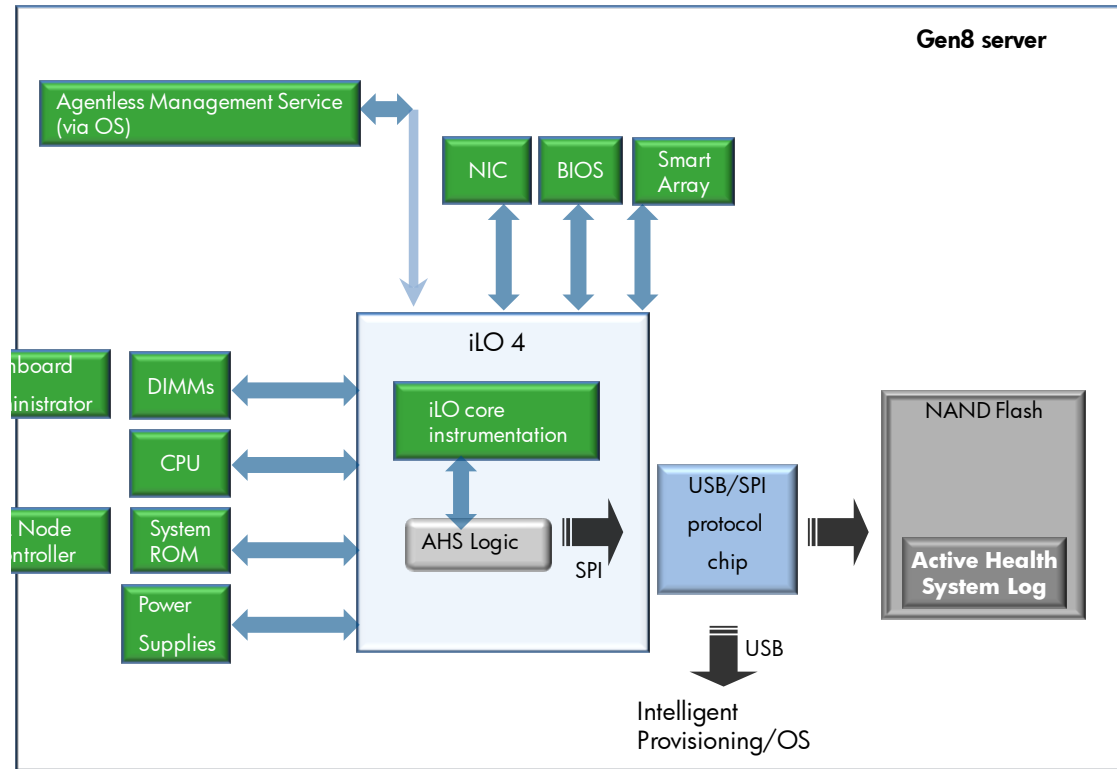 Gen8 server
Agentless Management Service
(via OS)
NIC
BIOS
Smart
Array
iLO 4
DIMMs
iLO core
instrumentation
CPU
System
ROM
Power
Supplies
AHS Logic
SPI
USB/SPI
protocol
chip
NAND Flash
Active Health
System Log
USB
Intelligent
Provisioning/OS
Node